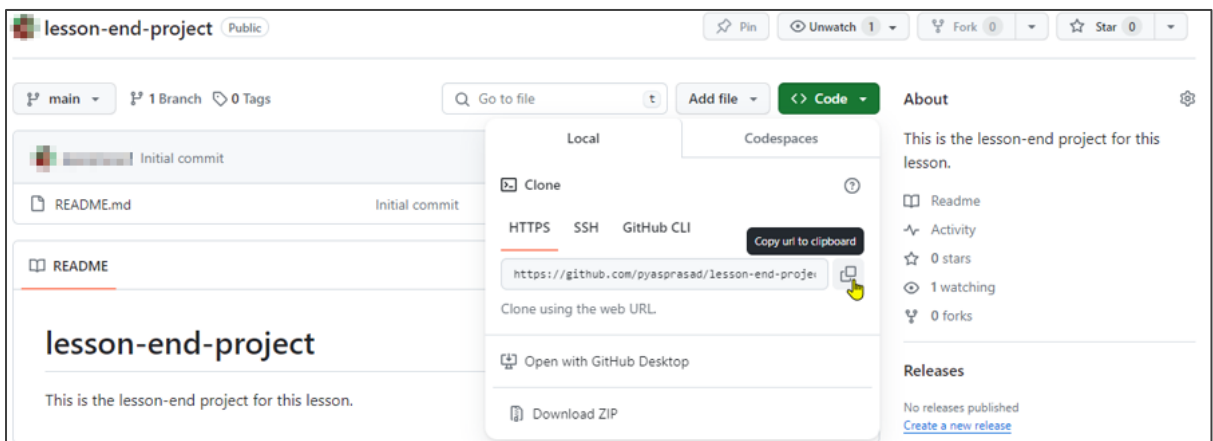 lesson-end-project Public Pin Unwatch 1 Fork 0 Star 0
main 1 Branch 0 Tags Go to file t Add file <> Code
Initial commit
README.md Initial commit
README
lesson-end-project
This is the lesson-end project for this lesson.
Local Codespaces
Clone
HTTPS SSH GitHub CLI
Copy url to clipboard
https://github.com/pyasprasad/lesson-end-proje
Clone using the web URL.
Open with GitHub Desktop
Download ZIP
About
This is the lesson-end project for this
lesson.
Readme
Activity
0 stars
1 watching
0 forks
Releases
No releases published
Create a new release